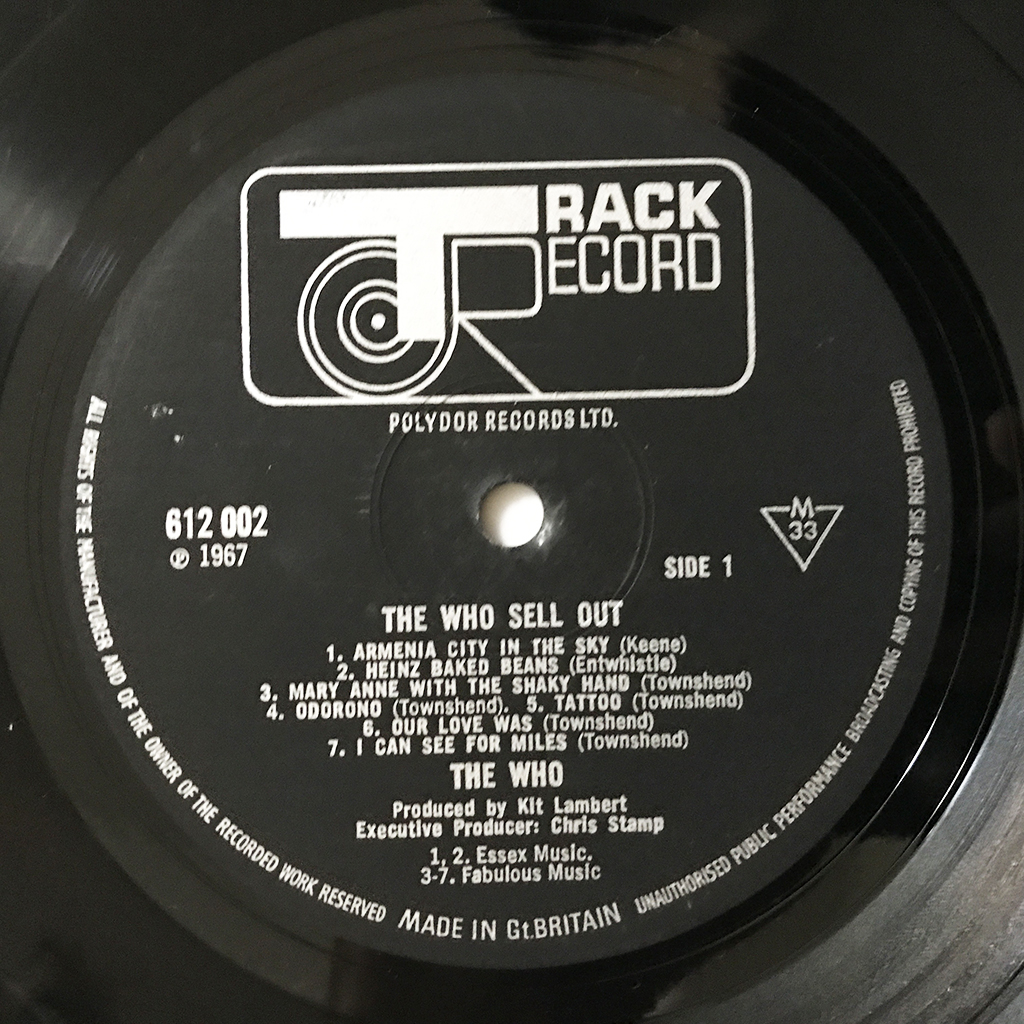 TRACK
RECORD
POLYDOR RECORDS LTD.
612 002
℗ 1967
M
33
SIDE 1
THE WHO SELL OUT
1. ARMENIA CITY IN THE SKY (Keene)
2. HEINZ BAKED BEANS (Entwhistle)
3. MARY ANNE WITH THE SHAKY HAND (Townshend)
4. ODORONO (Townshend). 5. TATTOO (Townshend)
6. OUR LOVE WAS (Townshend)
7. I CAN SEE FOR MILES (Townshend)
THE WHO
Produced by Kit Lambert
Executive Producer: Chris Stamp
1, 2. Essex Music.
3-7. Fabulous Music
ALL RIGHTS OF THE MANUFACTURER AND OF THE OWNER OF THE RECORDED WORK RESERVED
MADE IN Gt.BRITAIN
UNAUTHORISED PUBLIC PERFORMANCE BROADCASTING AND COPYING OF THIS RECORD PROHIBITED